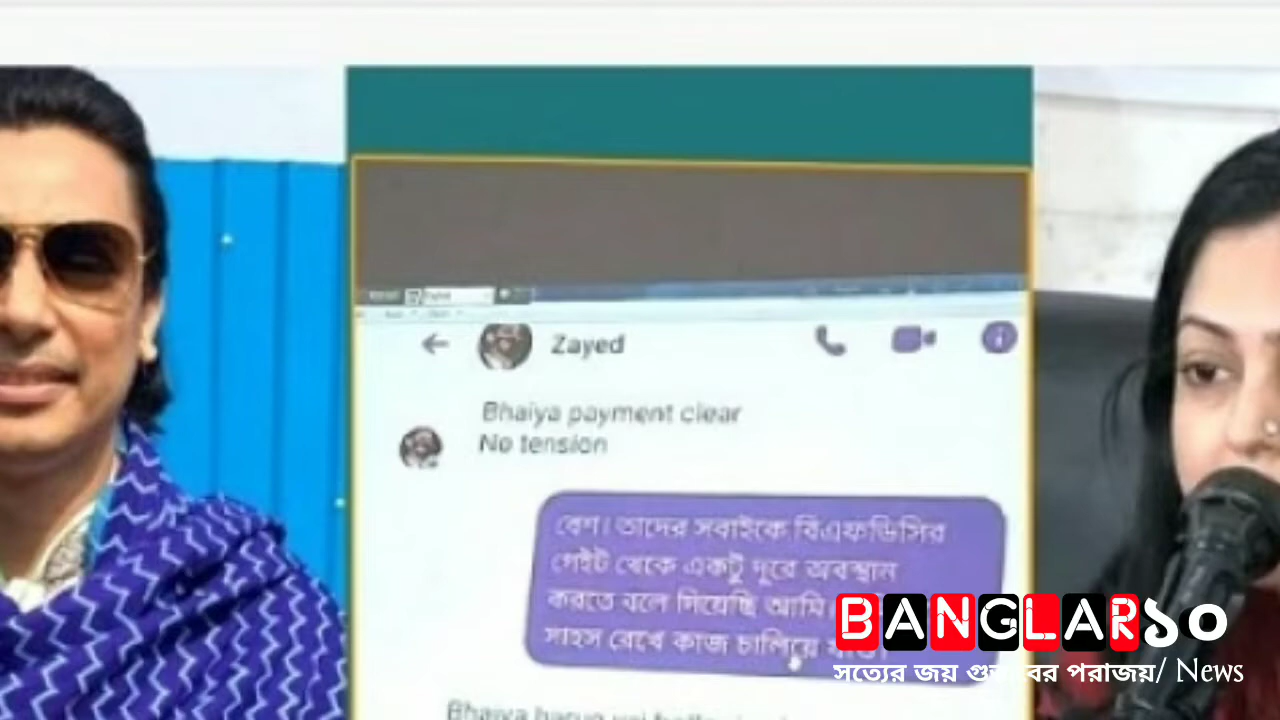 Zayed
Bhaiya payment clear
No tension
বেশ। তাদের সবাইকে বিএফডিসির
গেইট থেকে একটু দূরে অবস্থান
করতে বলে দিয়েছি আমি
সাহস রেখে কাজ চালিয়ে
BANGLAR১০
সত্যের জয় পরাজয়/ News